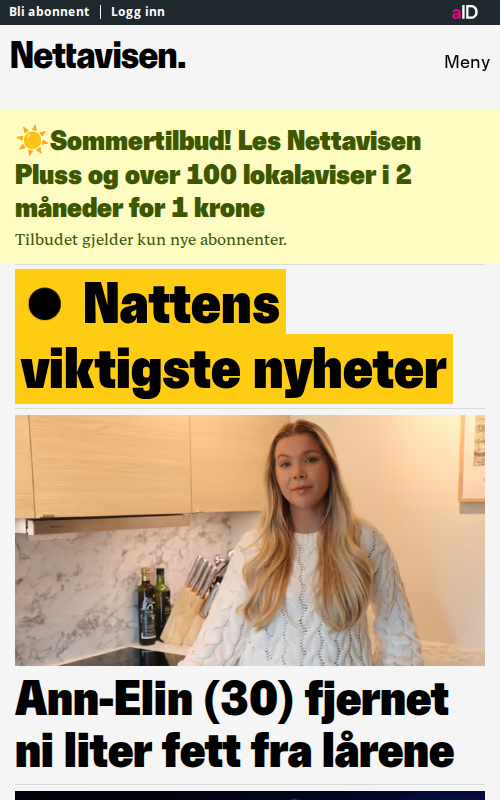 Bli abonnent
Logg inn
aID
Nettavisen.
Meny
☀️Sommertilbud! Les Nettavisen
Pluss og over 100 lokalaviser i 2
måneder for 1 krone
Tilbudet gjelder kun nye abonnenter.
Nattens
viktigste nyheter
Ann-Elin (30) fjernet
ni liter fett fra lårene